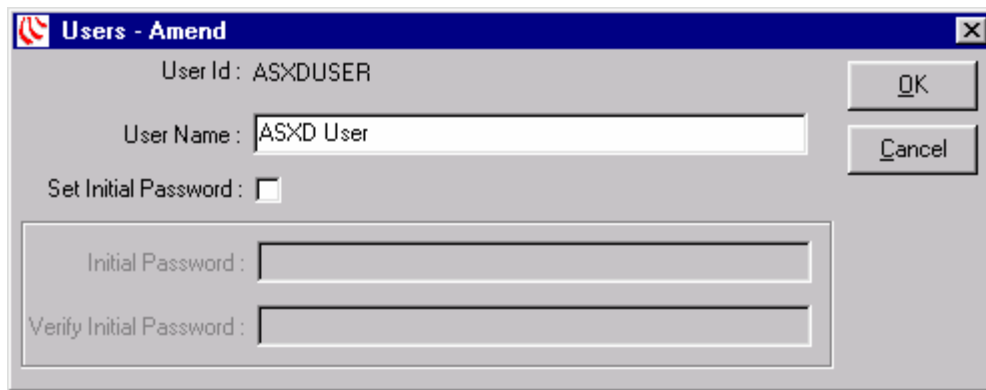 Users - Amend
User Id : ASXDUSER
OK
User Name : ASXD User
Cancel
Set Initial Password :
Initial Password :
Verify Initial Password :